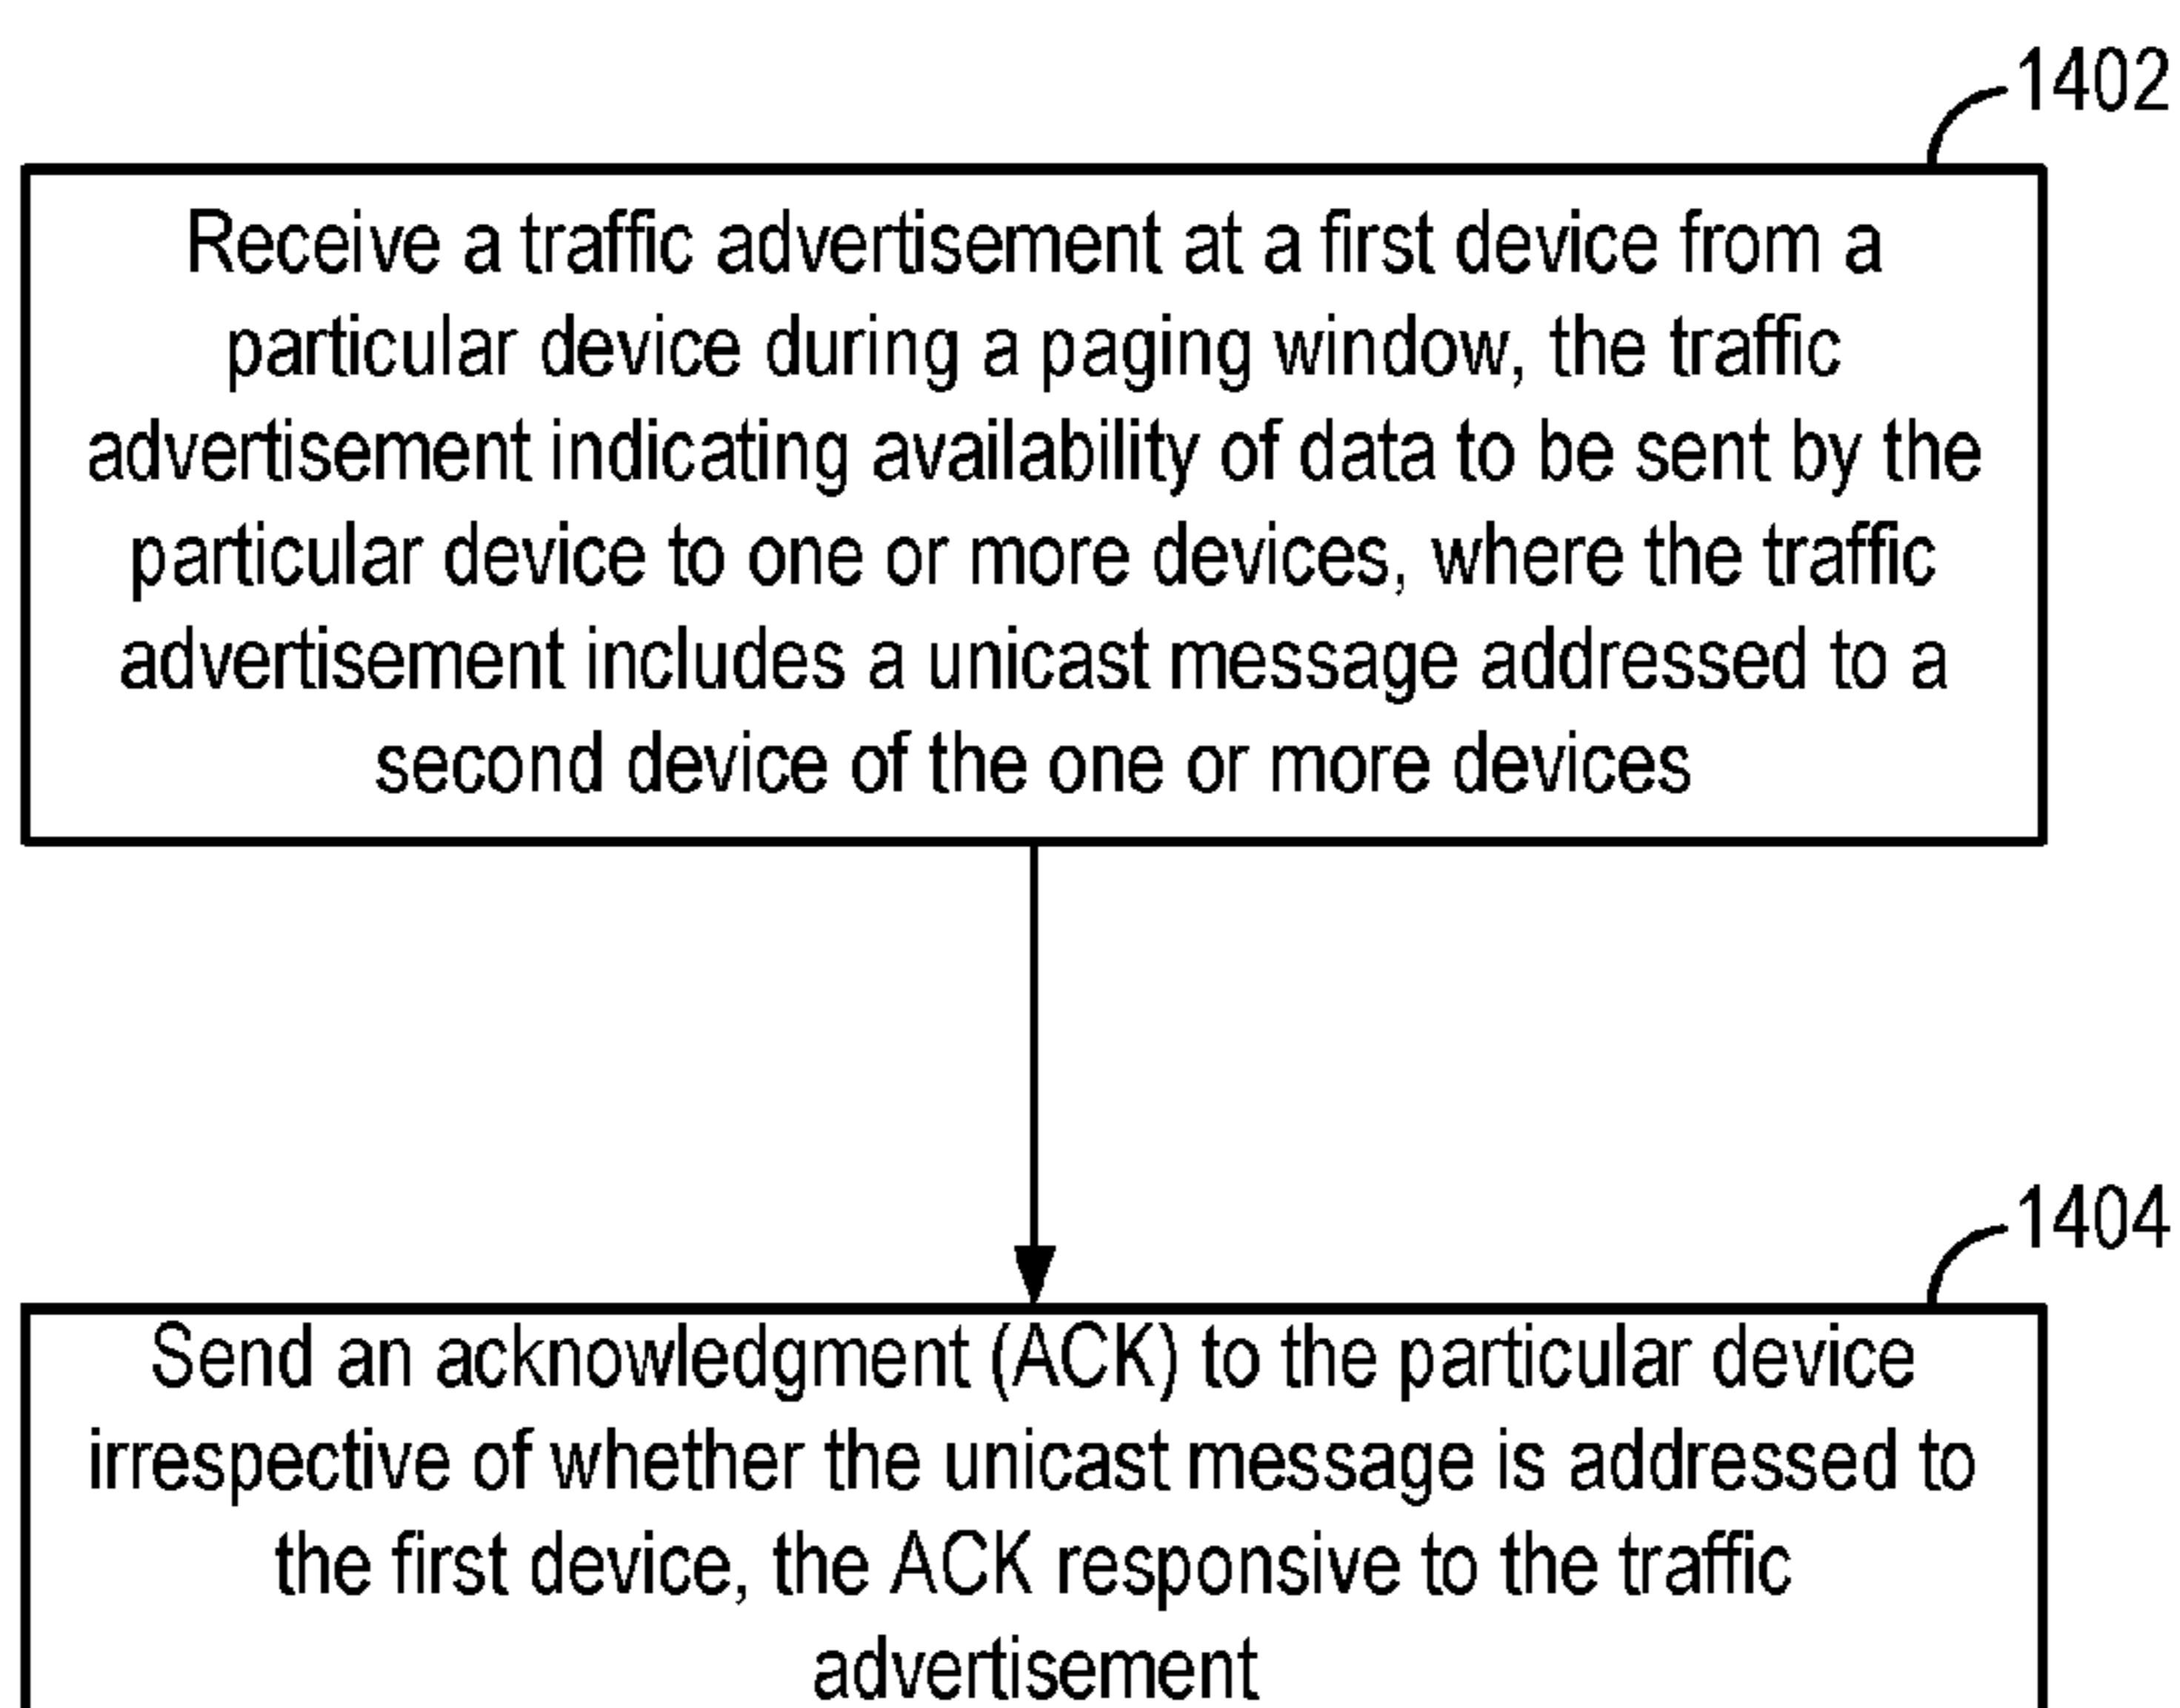 1402
Receive a traffic advertisement at a first device from a
particular device during a paging window, the traffic
advertisement indicating availability of data to be sent by the
particular device to one or more devices, where the traffic
advertisement includes a unicast message addressed to a
second device of the one or more devices
1404
Send an acknowledgment (ACK) to the particular device
irrespective of whether the unicast message is addressed to
the first device, the ACK responsive to the traffic
advertisement